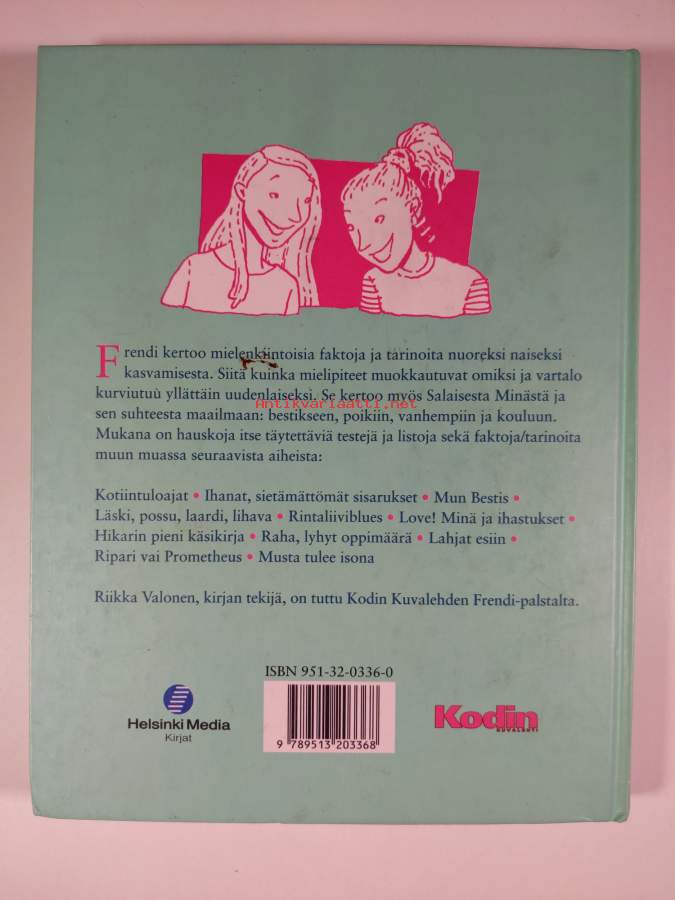 Frendi kertoo mielenkiintoisia faktoja ja tarinoita nuoreksi naiseksi
kasvamisesta. Siitä kuinka mielipiteet muokkautuvat omiksi ja vartalo
kurviutuu yllättäin uudenlaiseksi. Se kertoo myös Salaisesta Minästä ja
Antikvariaatti.net
sen suhteesta maailmaan: bestikseen, poikiin, vanhempiin ja kouluun.
Mukana on hauskoja itse täytettäviä testejä ja listoja sekä faktoja/tarinoita
muun muassa seuraavista aiheista:
Kotiintuloajat • Ihanat, sietämättömät sisarukset • Mun Bestis •
Läski, possu, laardi, lihava • Rintaliiviblues • Love! Minä ja ihastukset •
Hikarin pieni käsikirja • Raha, lyhyt oppimäärä • Lahjat esiin •
Ripari vai Prometheus • Musta tulee isona
Riikka Valonen, kirjan tekijä, on tuttu Kodin Kuvalehden Frendi-palstalta.
ISBN 951-32-0336-0
9 789513 203368
Helsinki Media
Kirjat
Kodin
KUVALEHTI